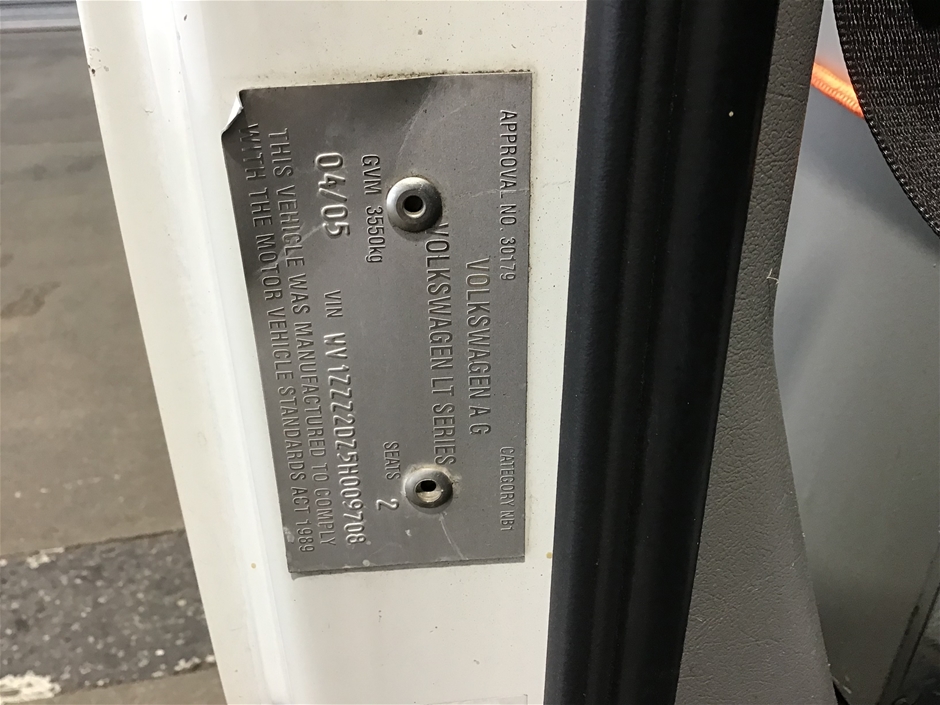 APPROVAL NO. 30179 CATEGORY NB1
VOLKSWAGEN A G
VOLKSWAGEN LT SERIES
GVM 3550kg SEATS 2
04/05 VIN WV1ZZZ2DZ5H009708
THIS VEHICLE WAS MANUFACTURED TO COMPLY
WITH THE MOTOR VEHICLE STANDARDS ACT 1989